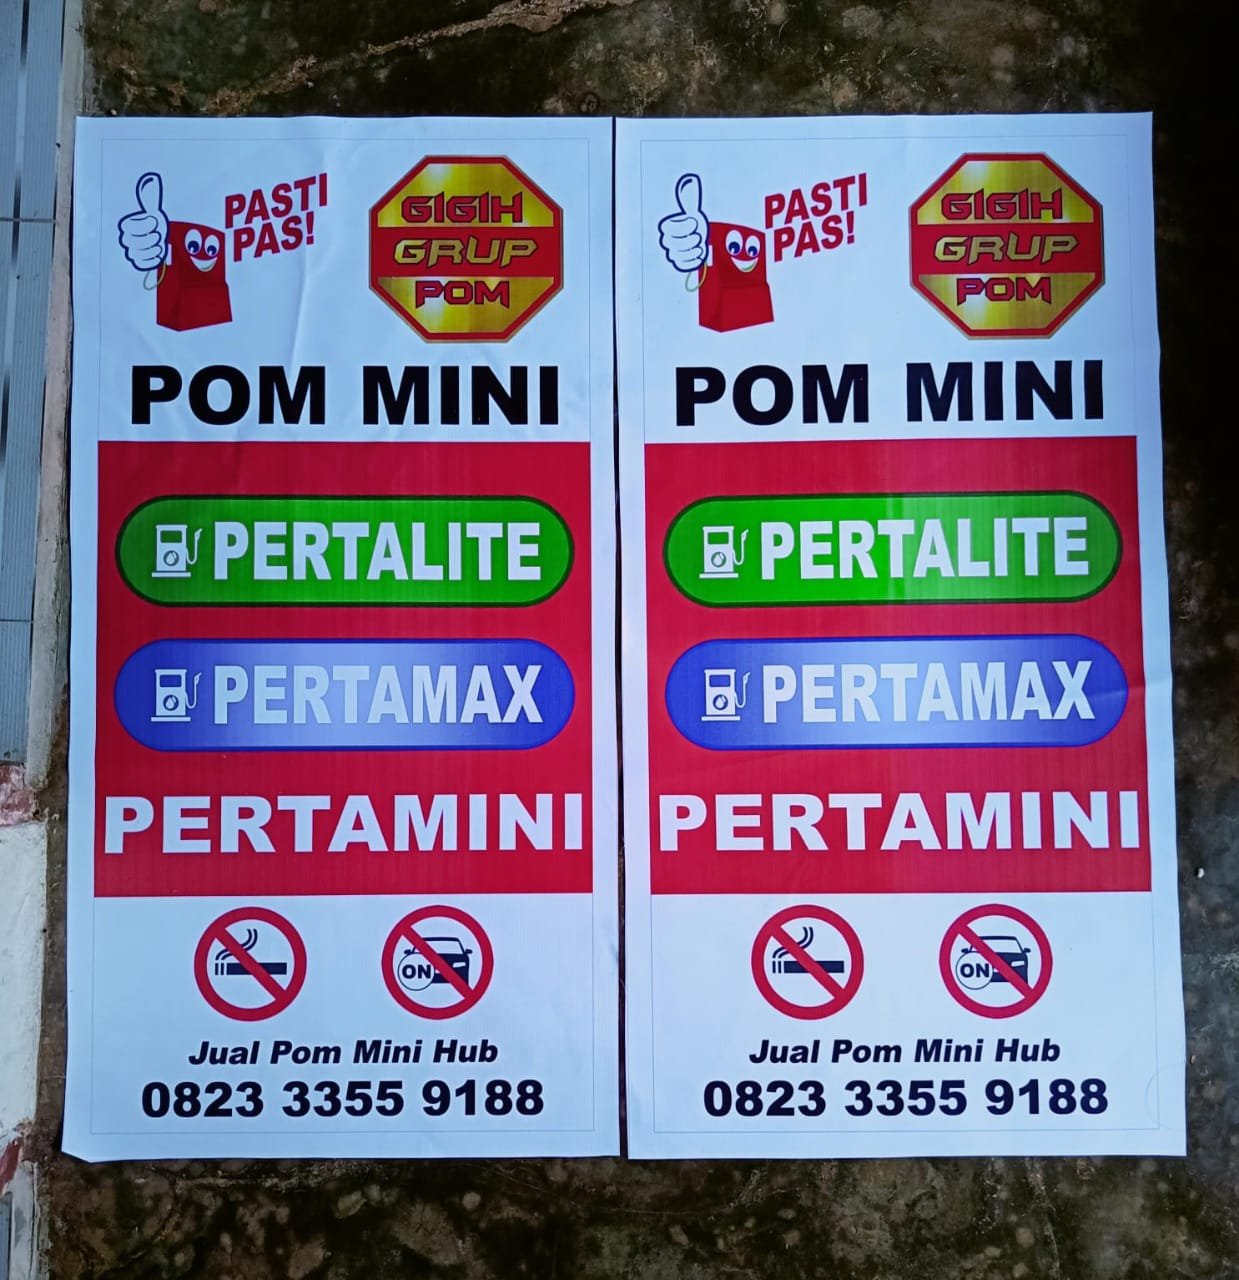 PASTI
PAS!
GIGIH
GRUP
POM
POM MINI
PERTALITE
PERTAMAX
PERTAMINI
ON
Jual Pom Mini Hub
0823 3355 9188
PASTI
PAS!
GIGIH
GRUP
POM
POM MINI
PERTALITE
PERTAMAX
PERTAMINI
ON
Jual Pom Mini Hub
0823 3355 9188